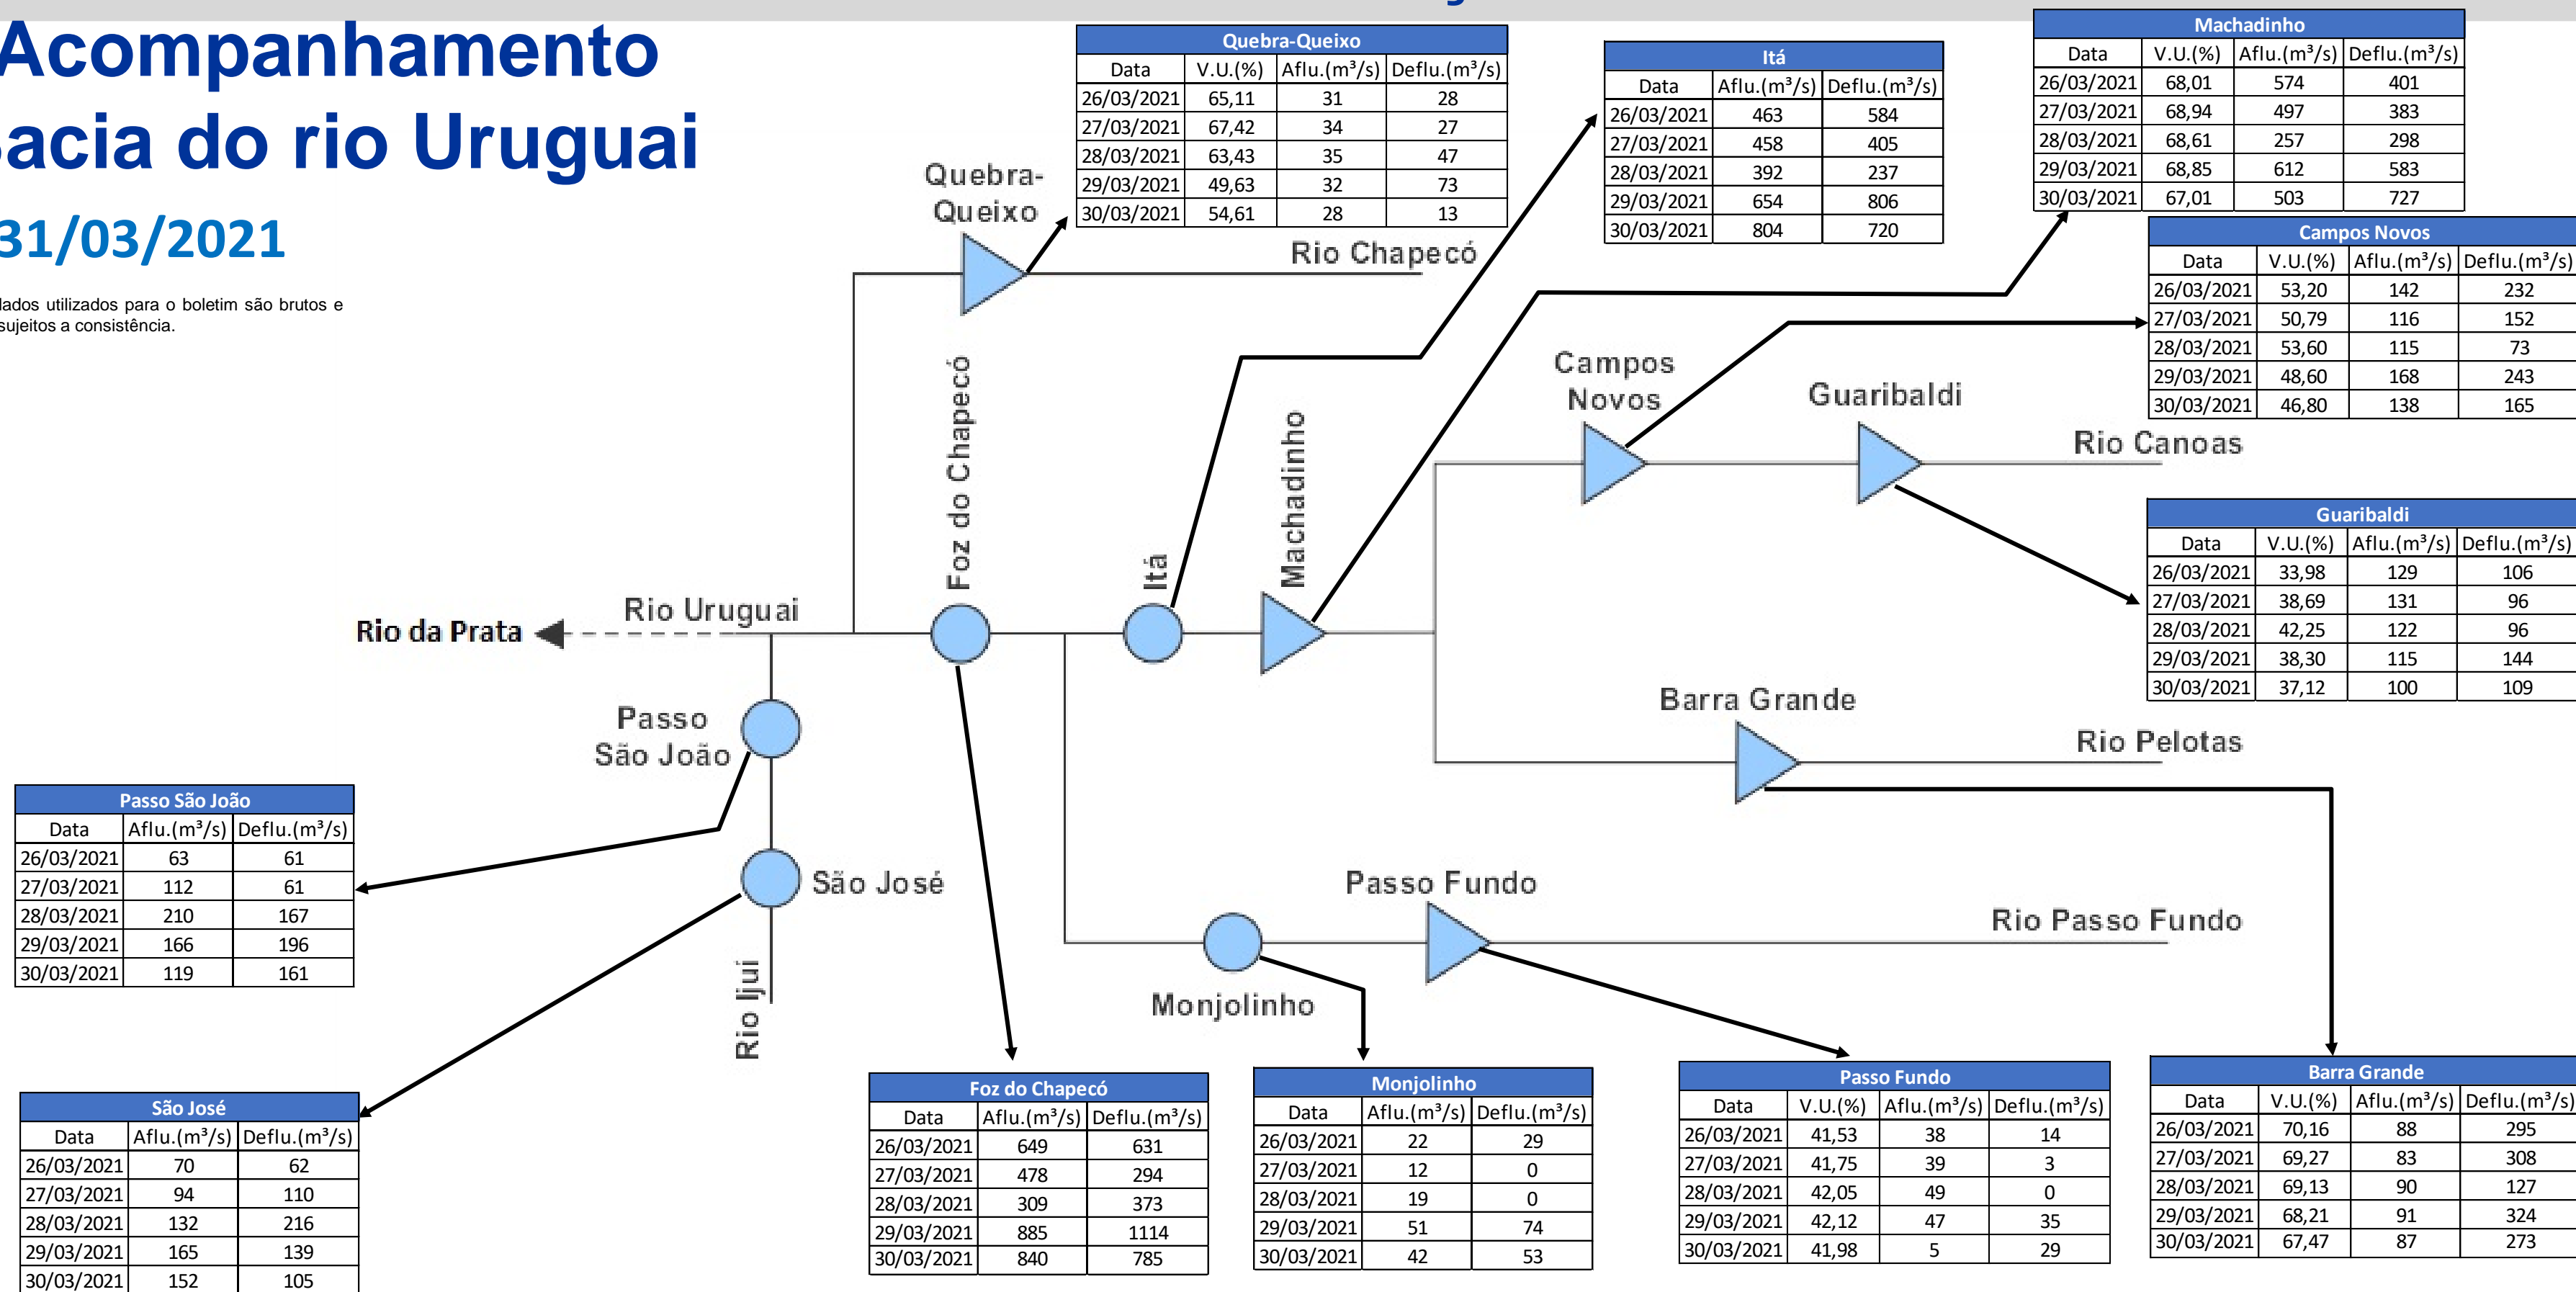 Acompanhamento
acia do rio Uruguai
31/03/2021
dados utilizados para o boletim são brutos e
sujeitos a consistência.
Quebra-Queixo
Data V.U.(%) Aflu.(m³/s) Deflu.(m³/s)
26/03/2021 65,11 31 28
27/03/2021 67,42 34 27
28/03/2021 63,43 35 47
29/03/2021 49,63 32 73
30/03/2021 54,61 28 13
Itá
Data Aflu.(m³/s) Deflu.(m³/s)
26/03/2021 463 584
27/03/2021 458 405
28/03/2021 392 237
29/03/2021 654 806
30/03/2021 804 720
Machadinho
Data V.U.(%) Aflu.(m³/s) Deflu.(m³/s)
26/03/2021 68,01 574 401
27/03/2021 68,94 497 383
28/03/2021 68,61 257 298
29/03/2021 68,85 612 583
30/03/2021 67,01 503 727
Campos Novos
Data V.U.(%) Aflu.(m³/s) Deflu.(m³/s)
26/03/2021 53,20 142 232
27/03/2021 50,79 116 152
28/03/2021 53,60 115 73
29/03/2021 48,60 168 243
30/03/2021 46,80 138 165
Guaribaldi
Data V.U.(%) Aflu.(m³/s) Deflu.(m³/s)
26/03/2021 33,98 129 106
27/03/2021 38,69 131 96
28/03/2021 42,25 122 96
29/03/2021 38,30 115 144
30/03/2021 37,12 100 109
Quebra-
Queixo
Rio Chapecó
Foz do Chapecó
Itá
Machadinho
Campos
Novos
Guaribaldi
Rio Canoas
Rio da Prata
Rio Uruguai
Passo
São João
São José
Rio Ijui
Barra Grande
Rio Pelotas
Passo Fundo
Rio Passo Fundo
Monjolinho
Passo São João
Data Aflu.(m³/s) Deflu.(m³/s)
26/03/2021 63 61
27/03/2021 112 61
28/03/2021 210 167
29/03/2021 166 196
30/03/2021 119 161
São José
Data Aflu.(m³/s) Deflu.(m³/s)
26/03/2021 70 62
27/03/2021 94 110
28/03/2021 132 216
29/03/2021 165 139
30/03/2021 152 105
Foz do Chapecó
Data Aflu.(m³/s) Deflu.(m³/s)
26/03/2021 649 631
27/03/2021 478 294
28/03/2021 309 373
29/03/2021 885 1114
30/03/2021 840 785
Monjolinho
Data Aflu.(m³/s) Deflu.(m³/s)
26/03/2021 22 29
27/03/2021 12 0
28/03/2021 19 0
29/03/2021 51 74
30/03/2021 42 53
Passo Fundo
Data V.U.(%) Aflu.(m³/s) Deflu.(m³/s)
26/03/2021 41,53 38 14
27/03/2021 41,75 39 3
28/03/2021 42,05 49 0
29/03/2021 42,12 47 35
30/03/2021 41,98 5 29
Barra Grande
Data V.U.(%) Aflu.(m³/s) Deflu.(m³/s)
26/03/2021 70,16 88 295
27/03/2021 69,27 83 308
28/03/2021 69,13 90 127
29/03/2021 68,21 91 324
30/03/2021 67,47 87 273